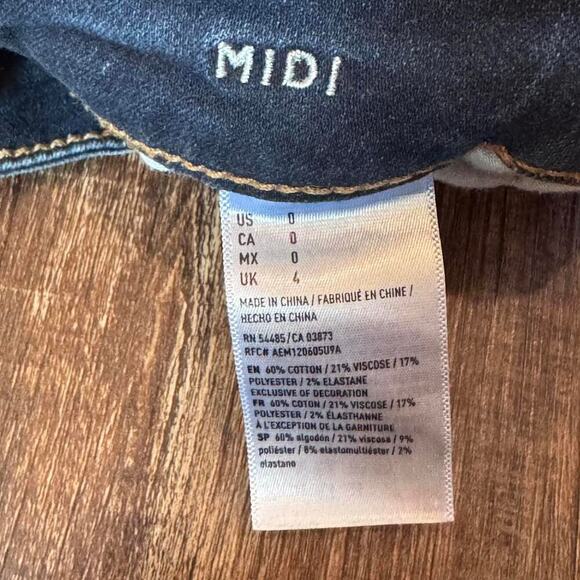 MIDI
US 0
CA 0
MX 0
UK 4
MADE IN CHINA / FABRIQUÉ EN CHINE /
HECHO EN CHINA
RN 54485/CA 03873
RFC# AEM120605U9A
EN 60% COTTON / 21% VISCOSE / 17%
POLYESTER / 2% ELASTANE
EXCLUSIVE OF DECORATION
FR 60% COTON / 21% VISCOSE / 17%
POLYESTER / 2% ÉLASTHANNE
À L'EXCEPTION DE LA GARNITURE
SP 60% algodón / 21% viscose / 9%
poliéster / 8% elastomultiéster / 2%
elastano